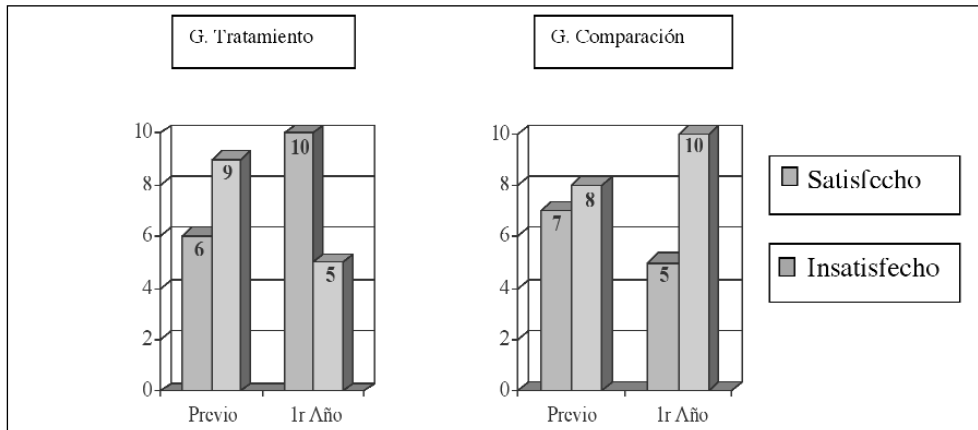 G. Tratamiento
G. Comparación
10
8
6
4
2
0
6
9
10
5
Previo
1r Año
10
8
6
4
2
0
7
8
5
10
Previo
1r Año
Satisfecho
Insatisfecho